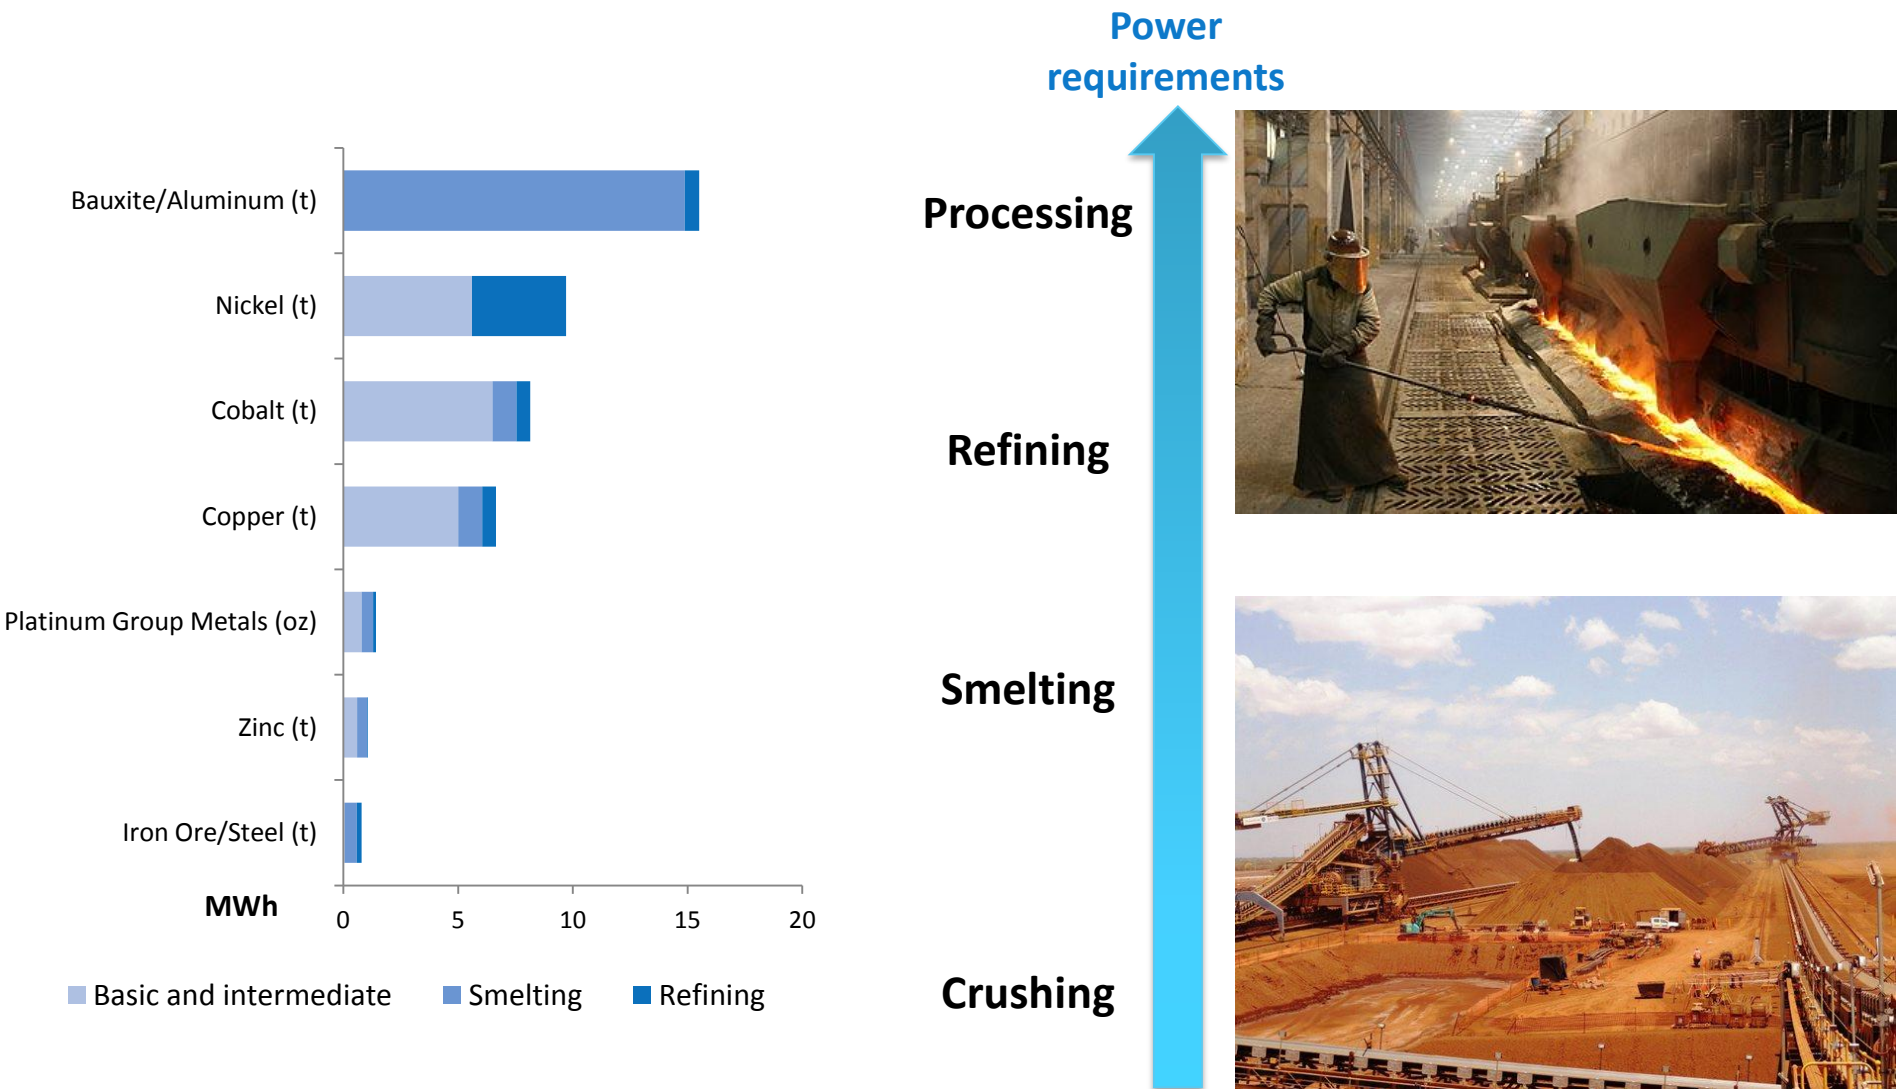 Power
requirements
Bauxite/Aluminum (t)
Nickel (t)
Cobalt (t)
Copper (t)
Platinum Group Metals (oz)
Zinc (t)
Iron Ore/Steel (t)
MWh
0 5 10 15 20
Basic and intermediate Smelting Refining
Processing
Refining
Smelting
Crushing